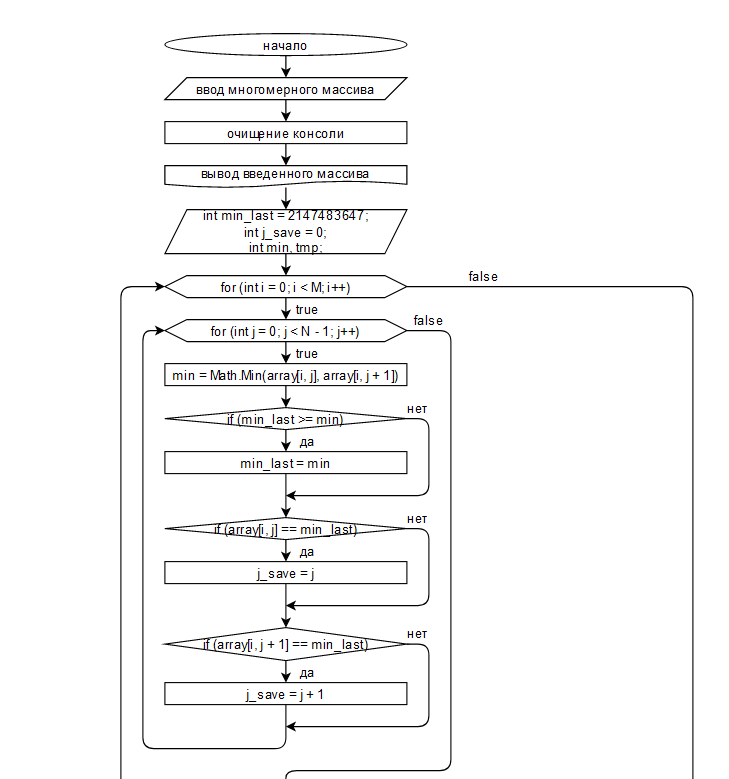 начало
ввод многомерного массива
очищение консоли
вывод введенного массива
int min_last = 2147483647;
int j_save = 0;
int min, tmp;
for (int i = 0; i < M; i++)
false
true
for (int j = 0; j < N - 1; j++)
false
true
min = Math.Min(array[i, j], array[i, j + 1])
if (min_last >= min)
нет
да
min_last = min
if (array[i, j] == min_last)
нет
да
j_save = j
if (array[i, j + 1] == min_last)
нет
да
j_save = j + 1